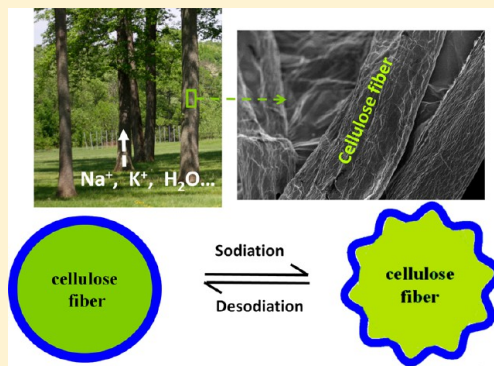 Na⁺, K⁺, H₂O...
Cellulose fiber
cellulose
fiber
Sodiation
Desodiation
cellulose
fiber